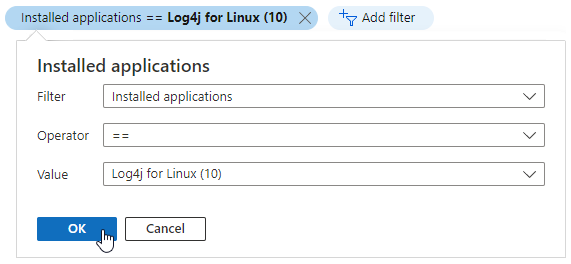 Installed applications == Log4j for Linux (10) Add filter
Installed applications
Filter Installed applications
Operator ==
Value Log4j for Linux (10)
OK Cancel